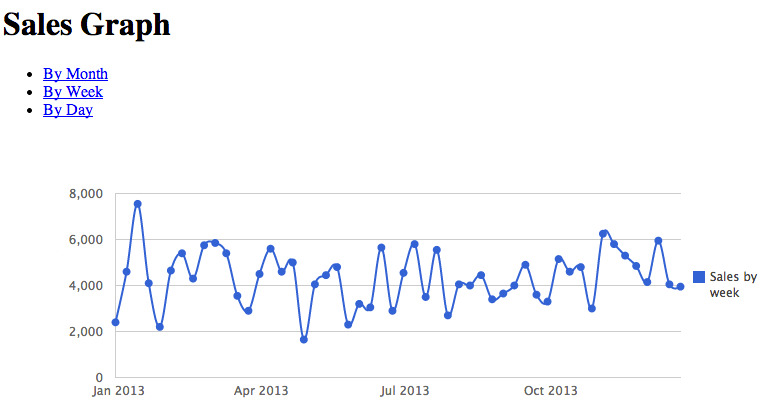 Sales Graph
By Month
By Week
By Day
8,000
6,000
4,000
2,000
0
Jan 2013 Apr 2013 Jul 2013 Oct 2013
Sales by
week